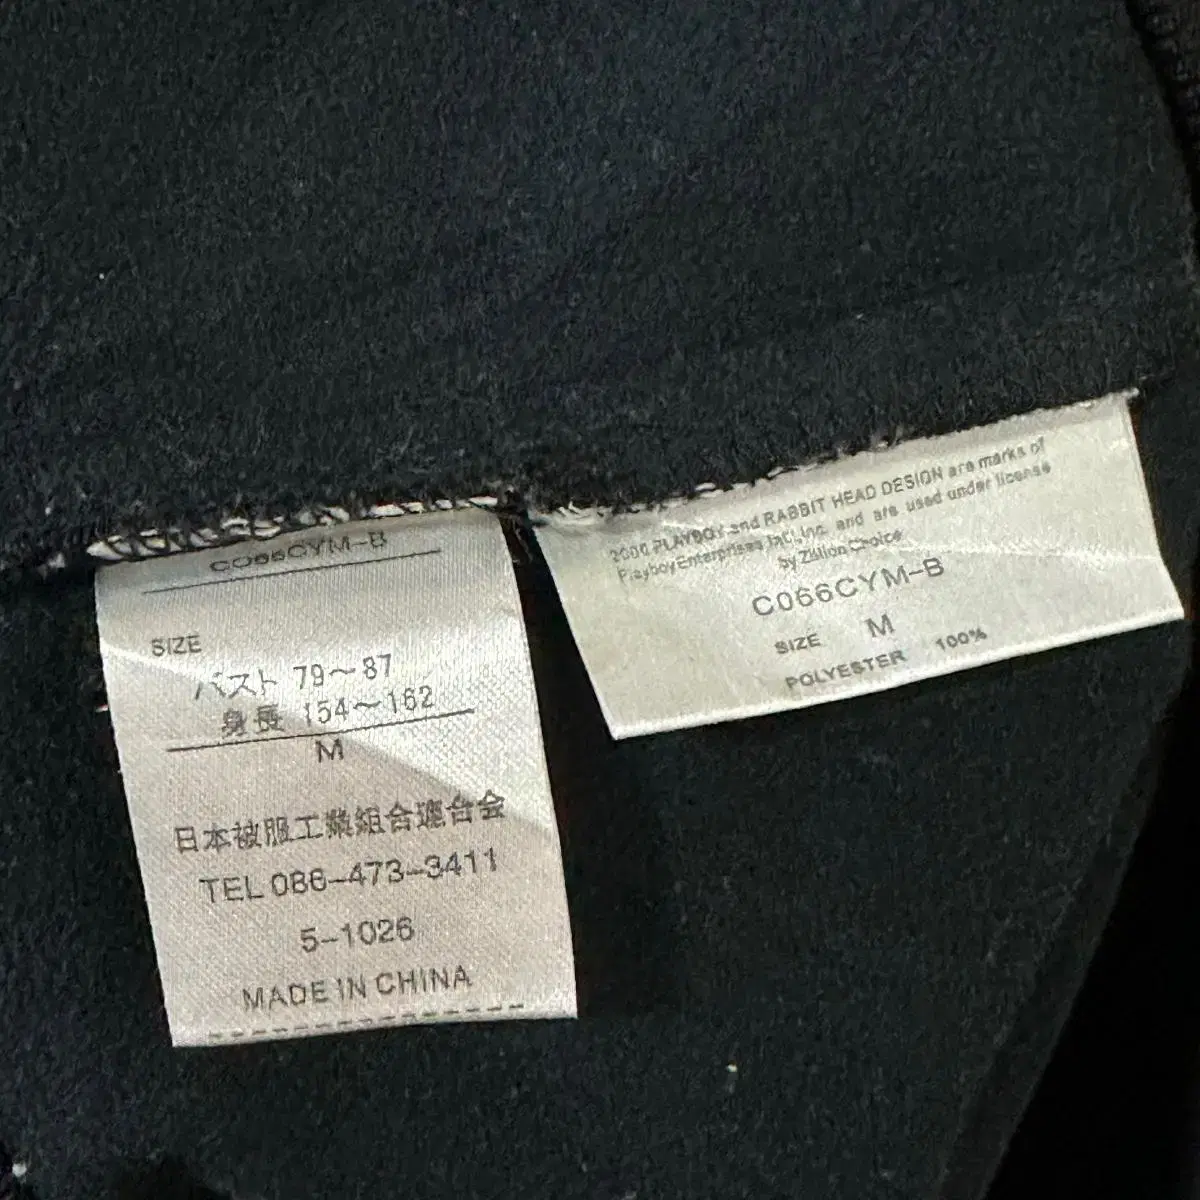 C066CYM-B
SIZE
バスト 79～87
身長 154～162
M
日本被服工業組合連合会
TEL 086-473-3411
5-1026
MADE IN CHINA
2000 PLAYBOY and RABBIT HEAD DESIGN are marks of
Playboy Enterprises Int'l, Inc. and are used under license
by Zillion Choice
C066CYM-B
SIZE M
POLYESTER 100%